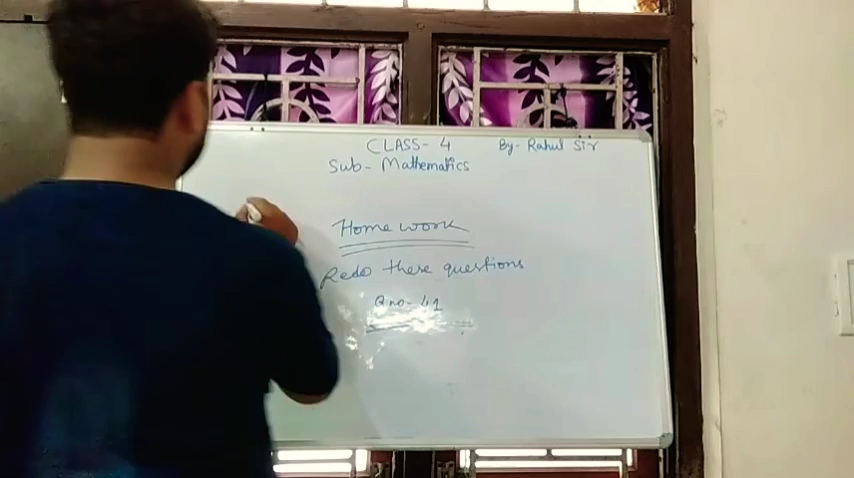 CLASS- 4 By- Rahul Sir
Sub- Mathematics
Home work
Redo these questions
Q no- 41